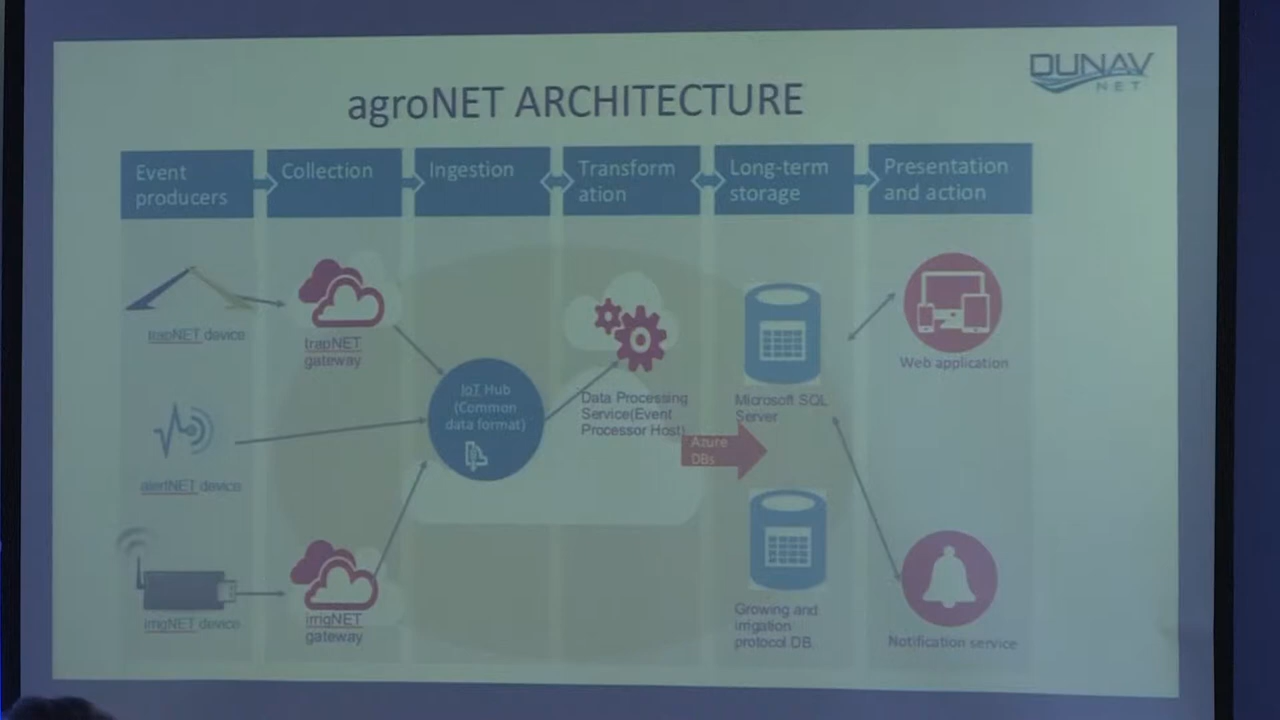 DUNAV
NET
agroNET ARCHITECTURE
Event
producers
Collection
Ingestion
Transform
ation
Long-term
storage
Presentation
and action
trapNET device
trapNET
gateway
IoT Hub
(Common
data format)
Data Processing
Service(Event
Processor Host)
Azure
DBs
Microsoft SQL
Server
Web application
alertNET device
irrigNET device
irrigNET
gateway
Growing and
irrigation
protocol DB.
Notification service